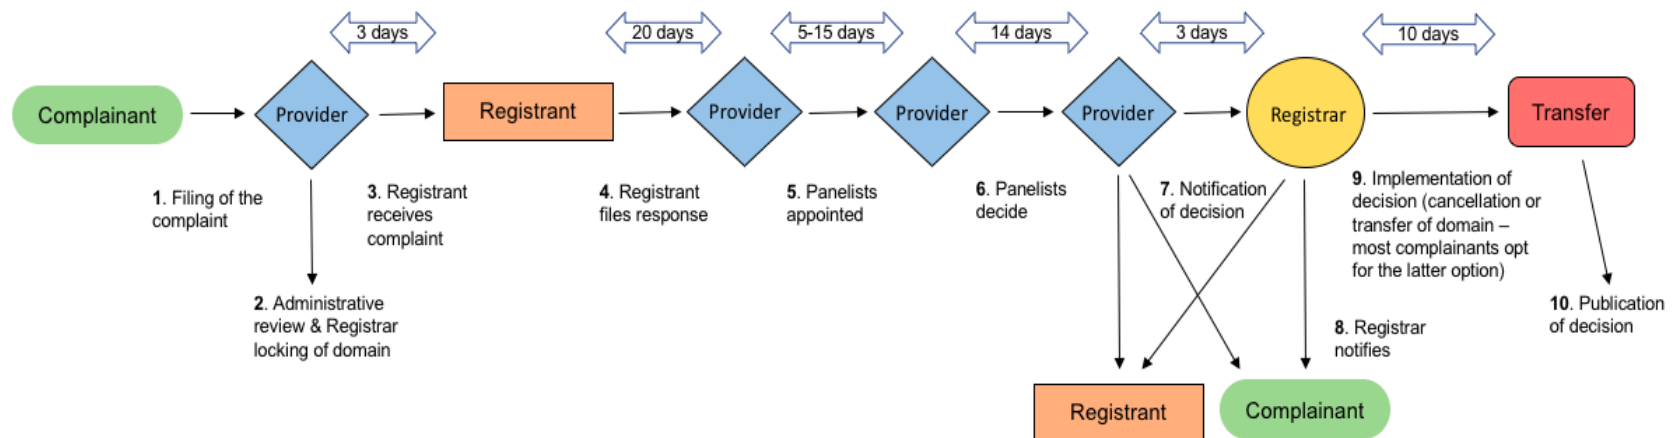 3 days
20 days
5-15 days
14 days
3 days
10 days
Complainant
Provider
Registrant
Provider
Provider
Provider
Registrar
Transfer
1. Filing of the
complaint
2. Administrative
review & Registrar
locking of domain
3. Registrant
receives
complaint
4. Registrant
files response
5. Panelists
appointed
6. Panelists
decide
7. Notification
of decision
8. Registrar
notifies
9. Implementation of
decision (cancellation or
transfer of domain –
most complainants opt
for the latter option)
10. Publication
of decision
Registrant
Complainant